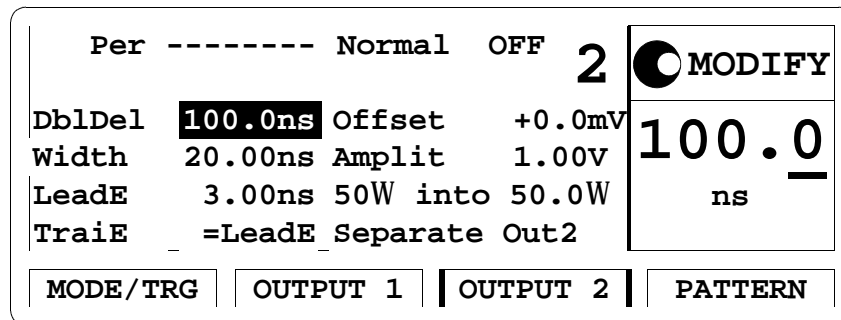 Per -------- Normal OFF 2 MODIFY
DblDel 100.0ns Offset +0.0mV 100.0
Width 20.00ns Amplit 1.00V
LeadE 3.00ns 50W into 50.0W ns
TraiE =LeadE Separate Out2
MODE/TRG OUTPUT 1 OUTPUT 2 PATTERN